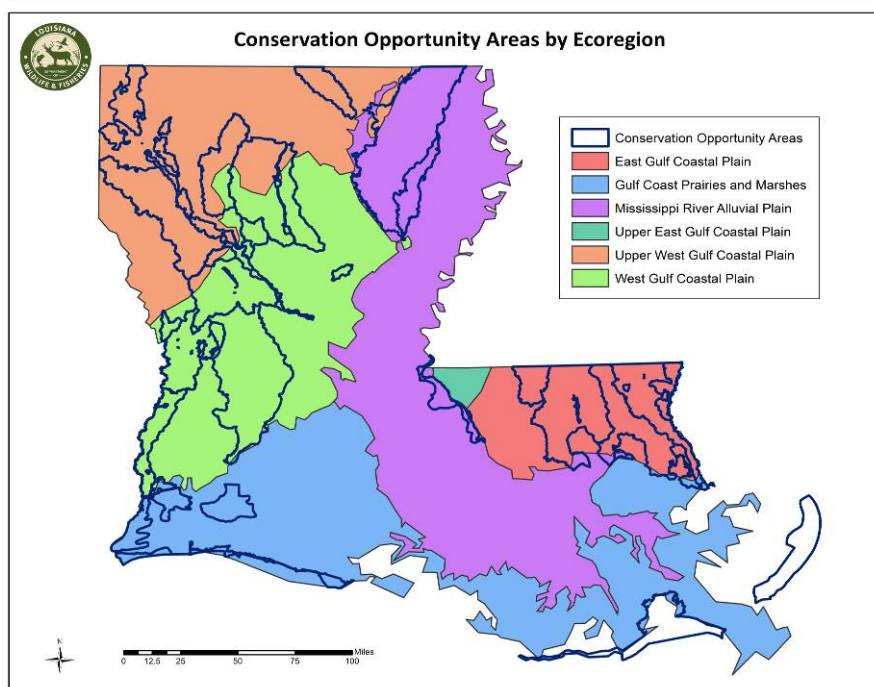 Conservation Opportunity Areas by Ecoregion
LOUISIANA
WILDLIFE & FISHERIES
Conservation Opportunity Areas
East Gulf Coastal Plain
Gulf Coast Prairies and Marshes
Mississippi River Alluvial Plain
Upper East Gulf Coastal Plain
Upper West Gulf Coastal Plain
West Gulf Coastal Plain
N
Miles
0 12.5 25 50 75 100